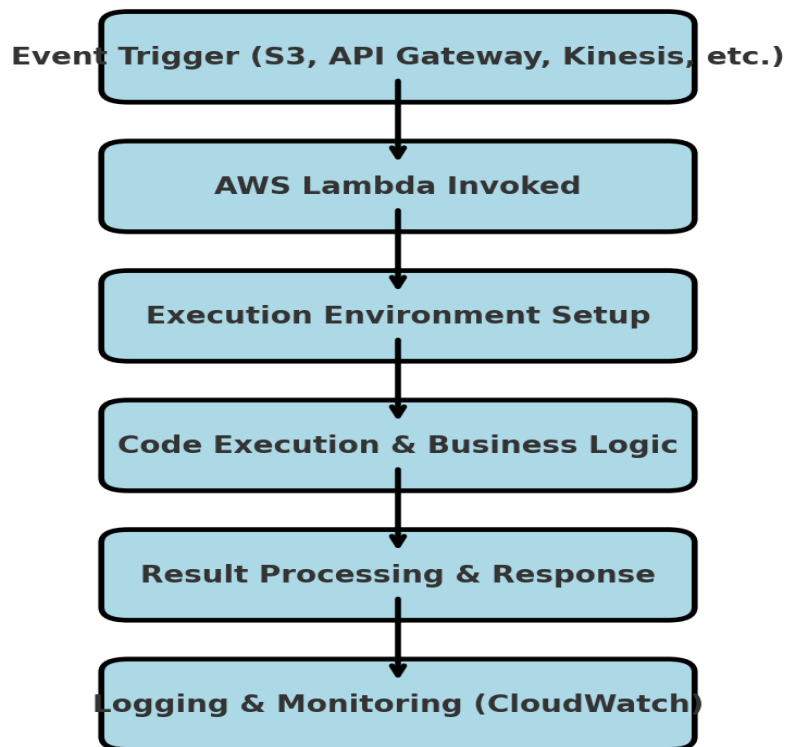 Event Trigger (S3, API Gateway, Kinesis, etc.)
AWS Lambda Invoked
Execution Environment Setup
Code Execution & Business Logic
Result Processing & Response
Logging & Monitoring (CloudWatch)